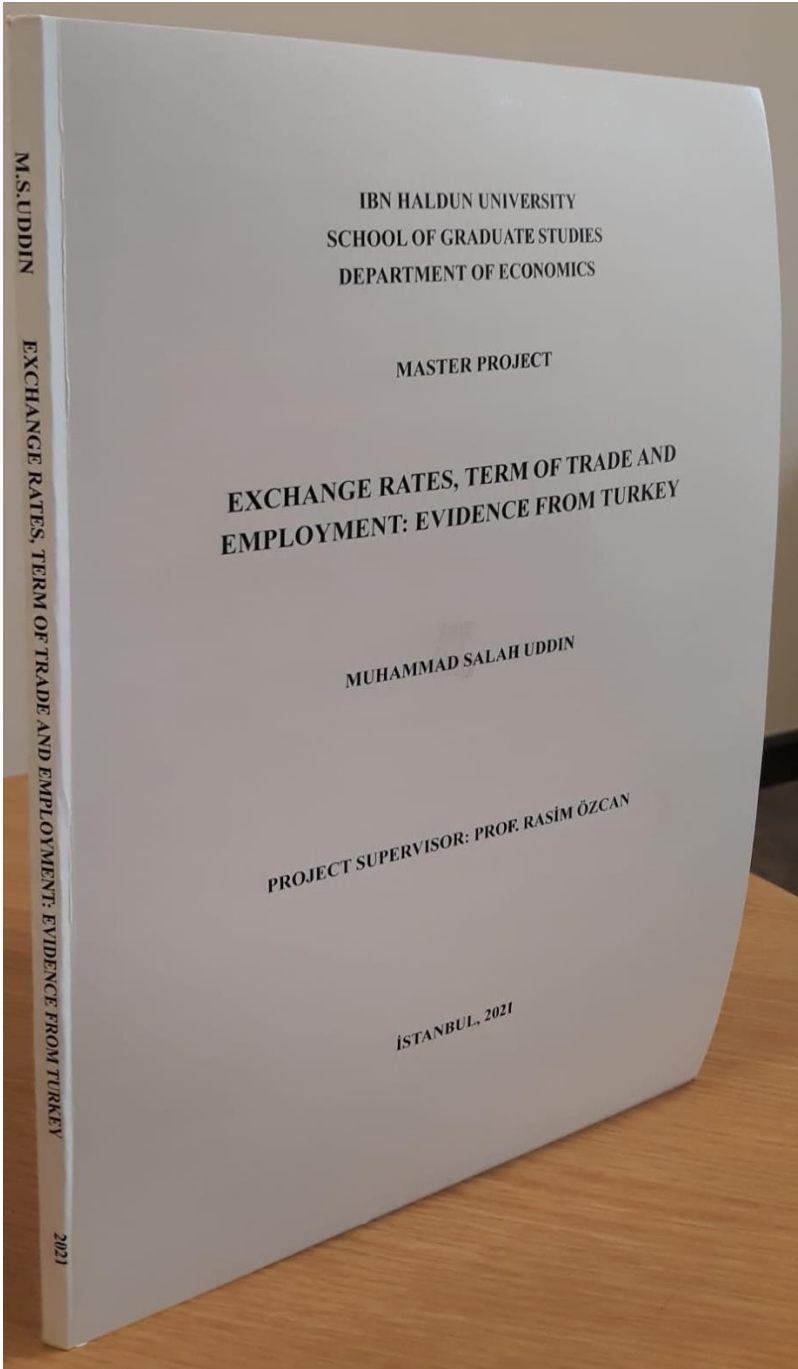 IBN HALDUN UNIVERSITY
SCHOOL OF GRADUATE STUDIES
DEPARTMENT OF ECONOMICS
MASTER PROJECT
EXCHANGE RATES, TERM OF TRADE AND
EMPLOYMENT: EVIDENCE FROM TURKEY
MUHAMMAD SALAH UDDIN
PROJECT SUPERVISOR: PROF. RASİM ÖZCAN
İSTANBUL, 2021
M.S.UDDIN EXCHANGE RATES, TERM OF TRADE AND EMPLOYMENT: EVIDENCE FROM TURKEY 2021